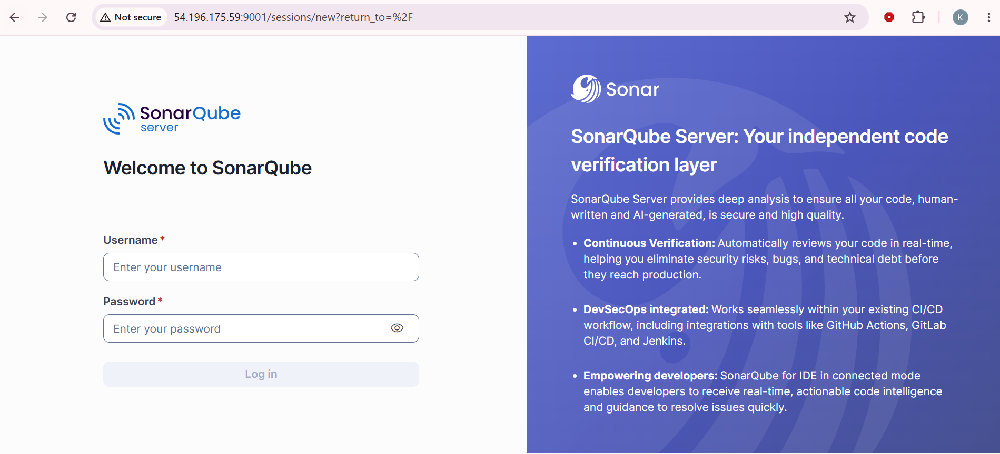 Not secure
54.196.175.59:9001/sessions/new?return_to=%2F
K
SonarQube
server
Welcome to SonarQube
Username *
Enter your username
Password *
Enter your password
Log in
Sonar
SonarQube Server: Your independent code
verification layer
SonarQube Server provides deep analysis to ensure all your code, human-
written and AI-generated, is secure and high quality.
• Continuous Verification: Automatically reviews your code in real-time,
helping you eliminate security risks, bugs, and technical debt before
they reach production.
• DevSecOps integrated: Works seamlessly within your existing CI/CD
workflow, including integrations with tools like GitHub Actions, GitLab
CI/CD, and Jenkins.
• Empowering developers: SonarQube for IDE in connected mode
enables developers to receive real-time, actionable code intelligence
and guidance to resolve issues quickly.